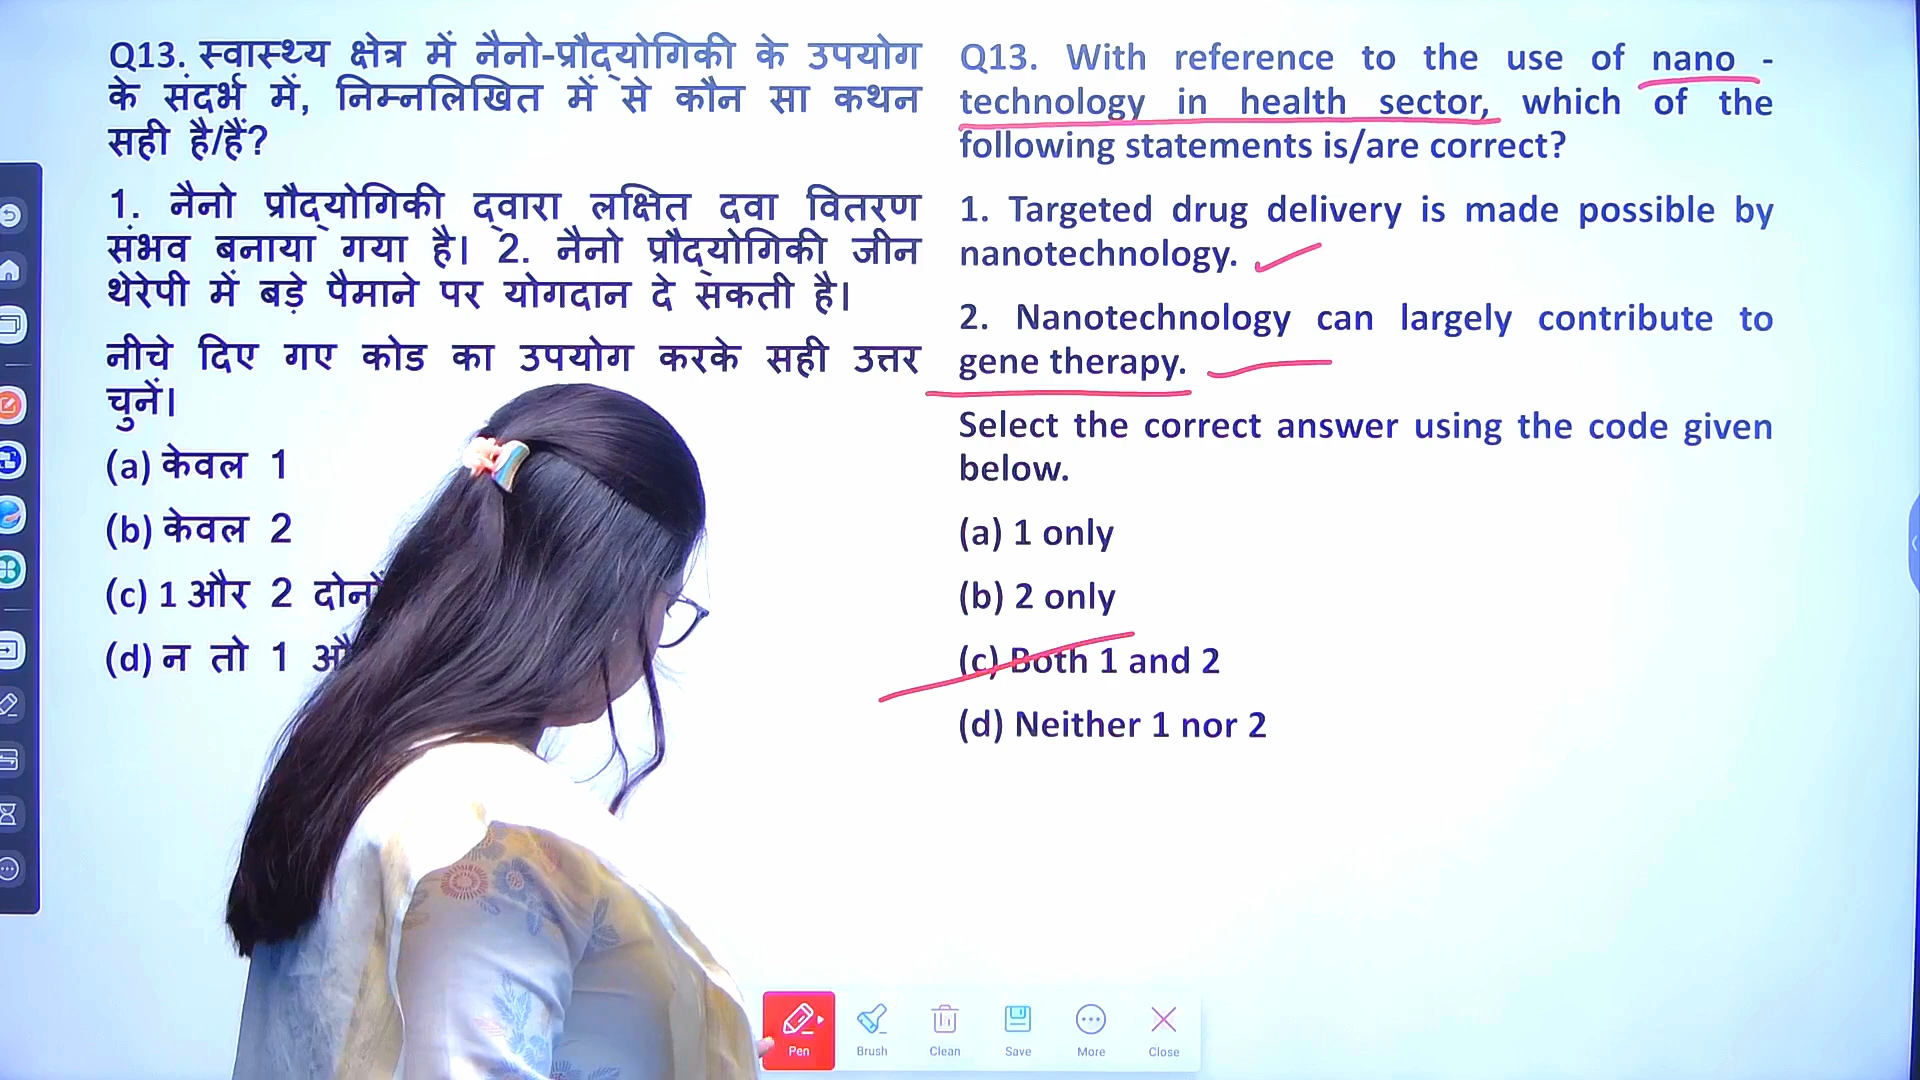 Q13. स्वास्थ्य क्षेत्र में नैनो-प्रौद्योगिकी के उपयोग
के संदर्भ में, निम्नलिखित में से कौन सा कथन
सही है/हैं?
1. नैनो प्रौद्योगिकी द्वारा लक्षित दवा वितरण
संभव बनाया गया है। 2. नैनो प्रौद्योगिकी जीन
थेरेपी में बड़े पैमाने पर योगदान दे सकती है।
नीचे दिए गए कोड का उपयोग करके सही उत्तर
चुनें।
(a) केवल 1
(b) केवल 2
(c) 1 और 2 दोनों
(d) न तो 1
Q13. With reference to the use of nano -
technology in health sector, which of the
following statements is/are correct?
1. Targeted drug delivery is made possible by
nanotechnology.
2. Nanotechnology can largely contribute to
gene therapy.
Select the correct answer using the code given
below.
(a) 1 only
(b) 2 only
(c) Both 1 and 2
(d) Neither 1 nor 2
Pen Brush Clean Save More Close